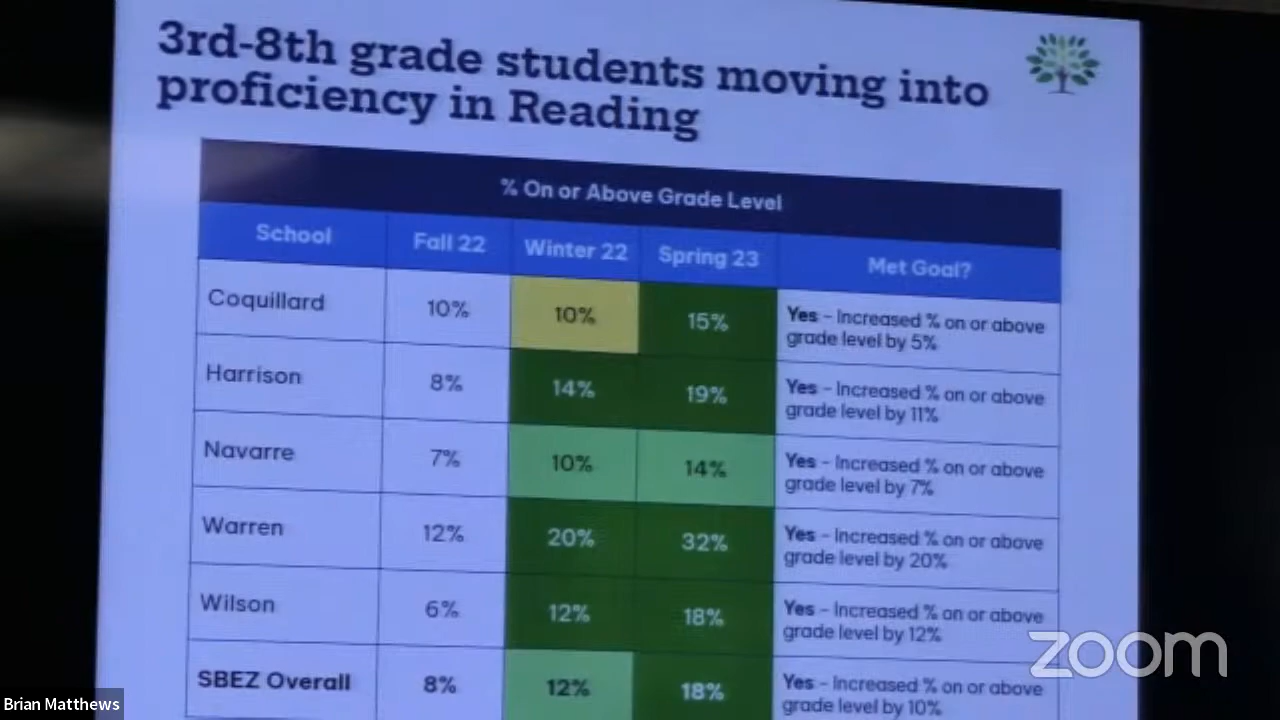 3rd-8th grade students moving into
proficiency in Reading
% On or Above Grade Level
School Fall 22 Winter 22 Spring 23 Met Goal?
Coquillard 10% 10% 15% Yes - Increased % on or above
grade level by 5%
Harrison 8% 14% 19% Yes - Increased % on or above
grade level by 11%
Navarre 7% 10% 14% Yes - Increased % on or above
grade level by 7%
Warren 12% 20% 32% Yes - Increased % on or above
grade level by 20%
Wilson 6% 12% 18% Yes - Increased % on or above
grade level by 12%
SBEZ Overall 8% 12% 18% Yes - Increased % on or above
grade level by 10%
zoom
Brian Matthews